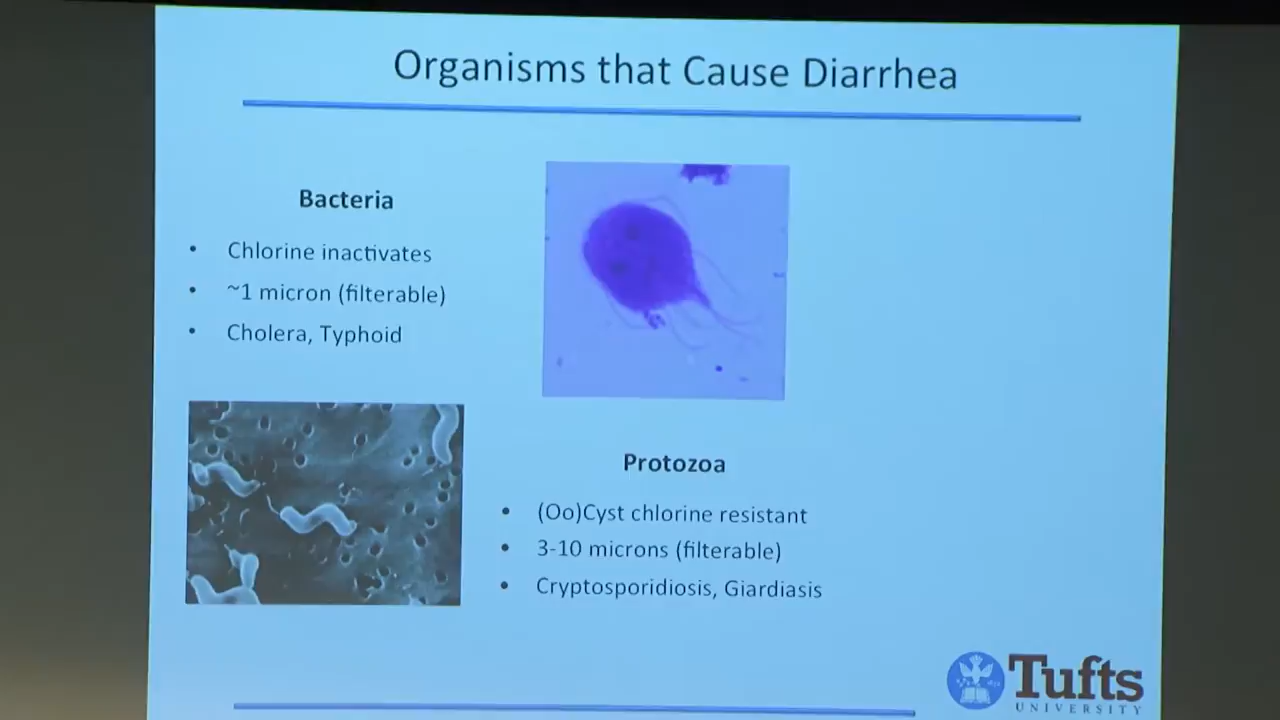 Organisms that Cause Diarrhea
Bacteria
• Chlorine inactivates
• ~1 micron (filterable)
• Cholera, Typhoid
Protozoa
• (Oo)Cyst chlorine resistant
• 3-10 microns (filterable)
• Cryptosporidiosis, Giardiasis
Tufts
UNIVERSITY